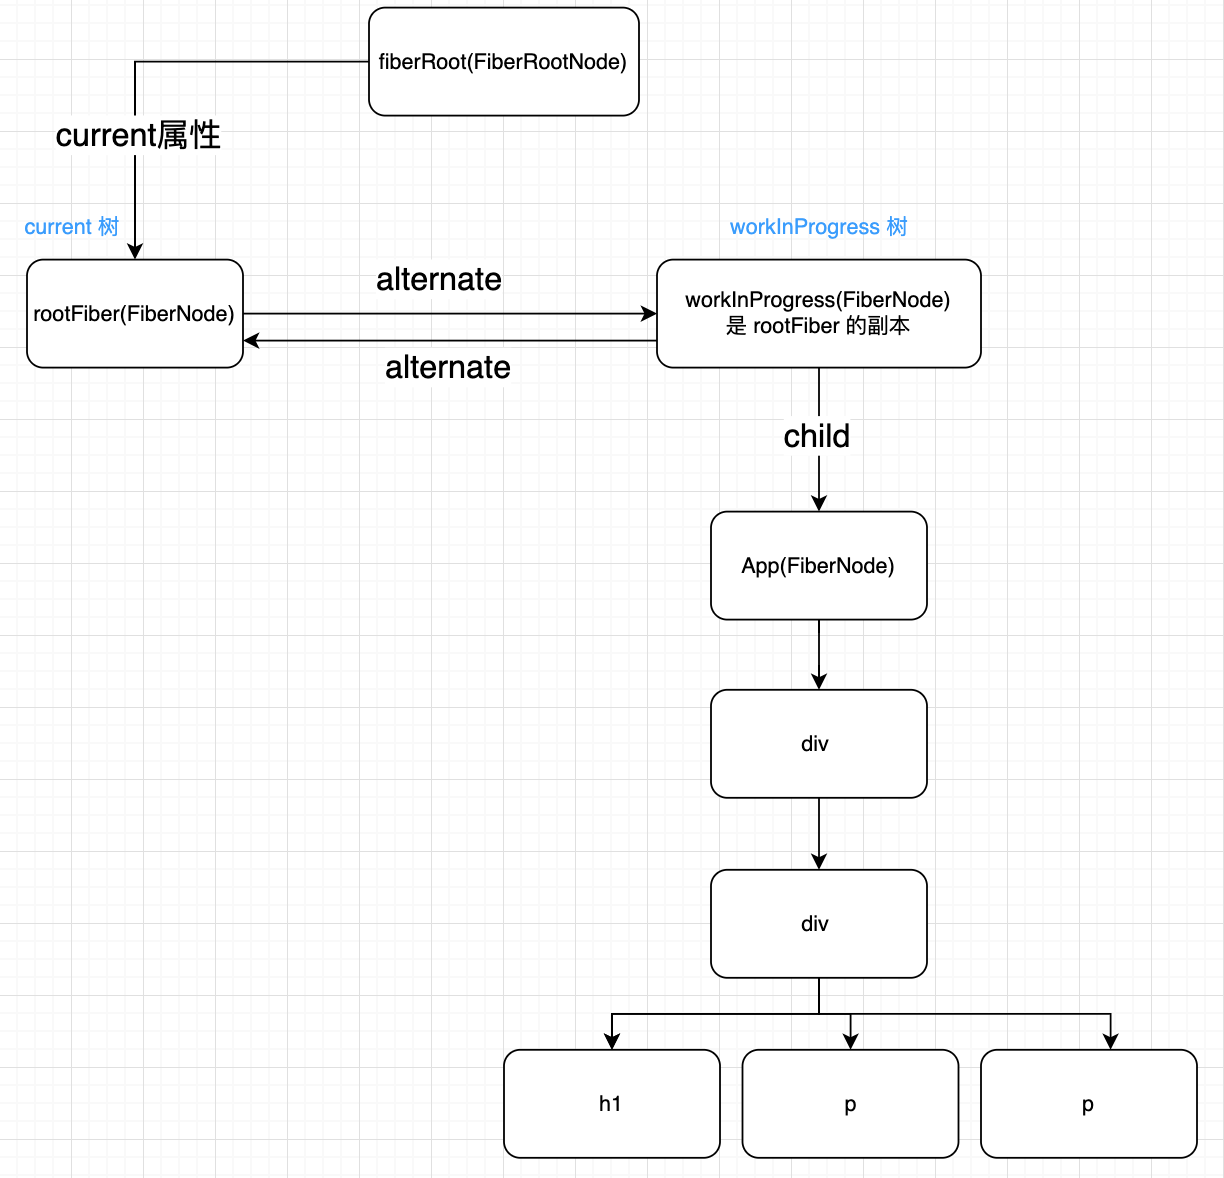 fiberRoot(FiberRootNode)
current属性
current 树
workInProgress 树
rootFiber(FiberNode)
alternate
alternate
workInProgress(FiberNode)
是 rootFiber 的副本
child
App(FiberNode)
div
div
h1
p
p